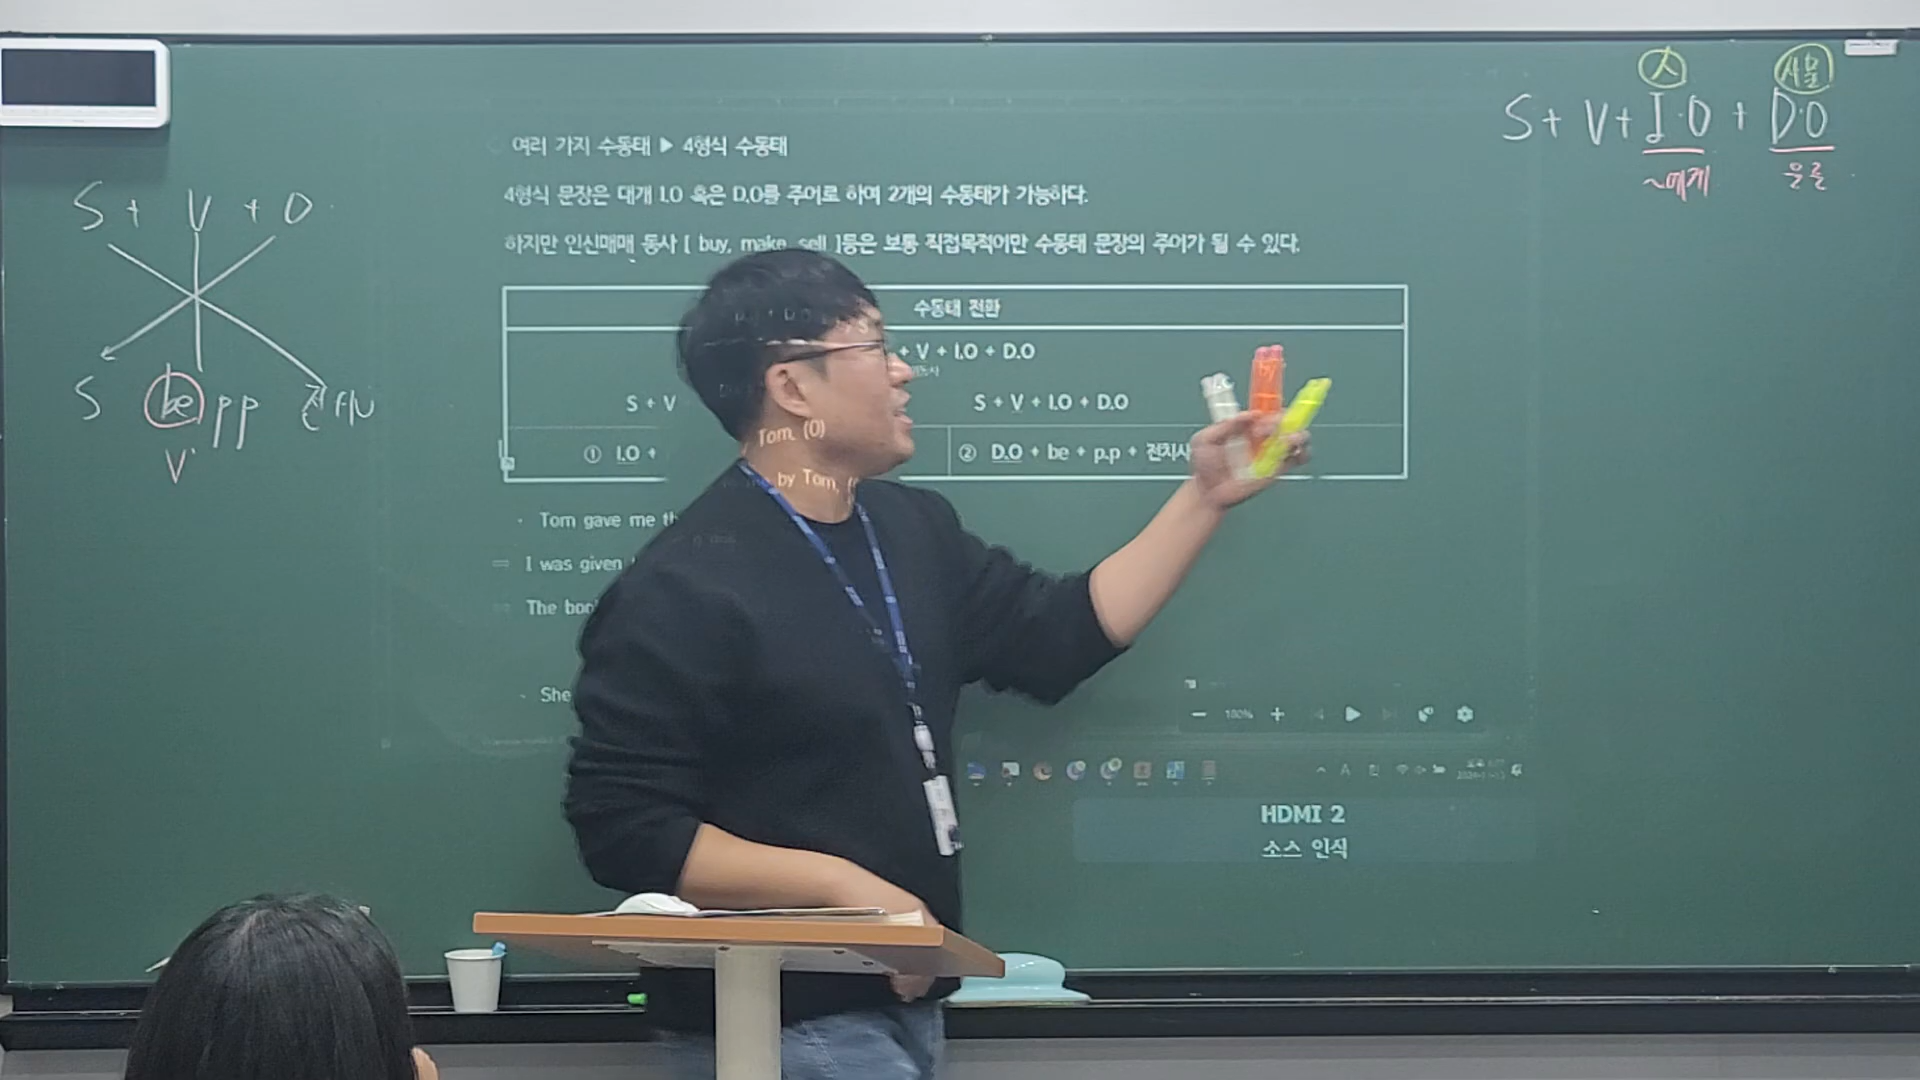 人 사물
S + V + I·O + D·O
~에게 을를
S + V + O
S be pp 전+N
V
여러 가지 수동태 ▶ 4형식 수동태
4형식 문장은 대개 I.O 혹은 D.O를 주어로 하여 2개의 수동태가 가능하다.
하지만 인신매매 동사 [ buy, make, sell ]등은 보통 직접목적어만 수동태 문장의 주어가 될 수 있다.
수동태 전환
+ V + I.O + D.O
S + V S + V + I.O + D.O
① I.O + ② D.O + be + p.p + 전치사
Tom. (O)
by Tom.
· Tom gave me
= I was given
The
- She
100%
HDMI 2
소스 인식